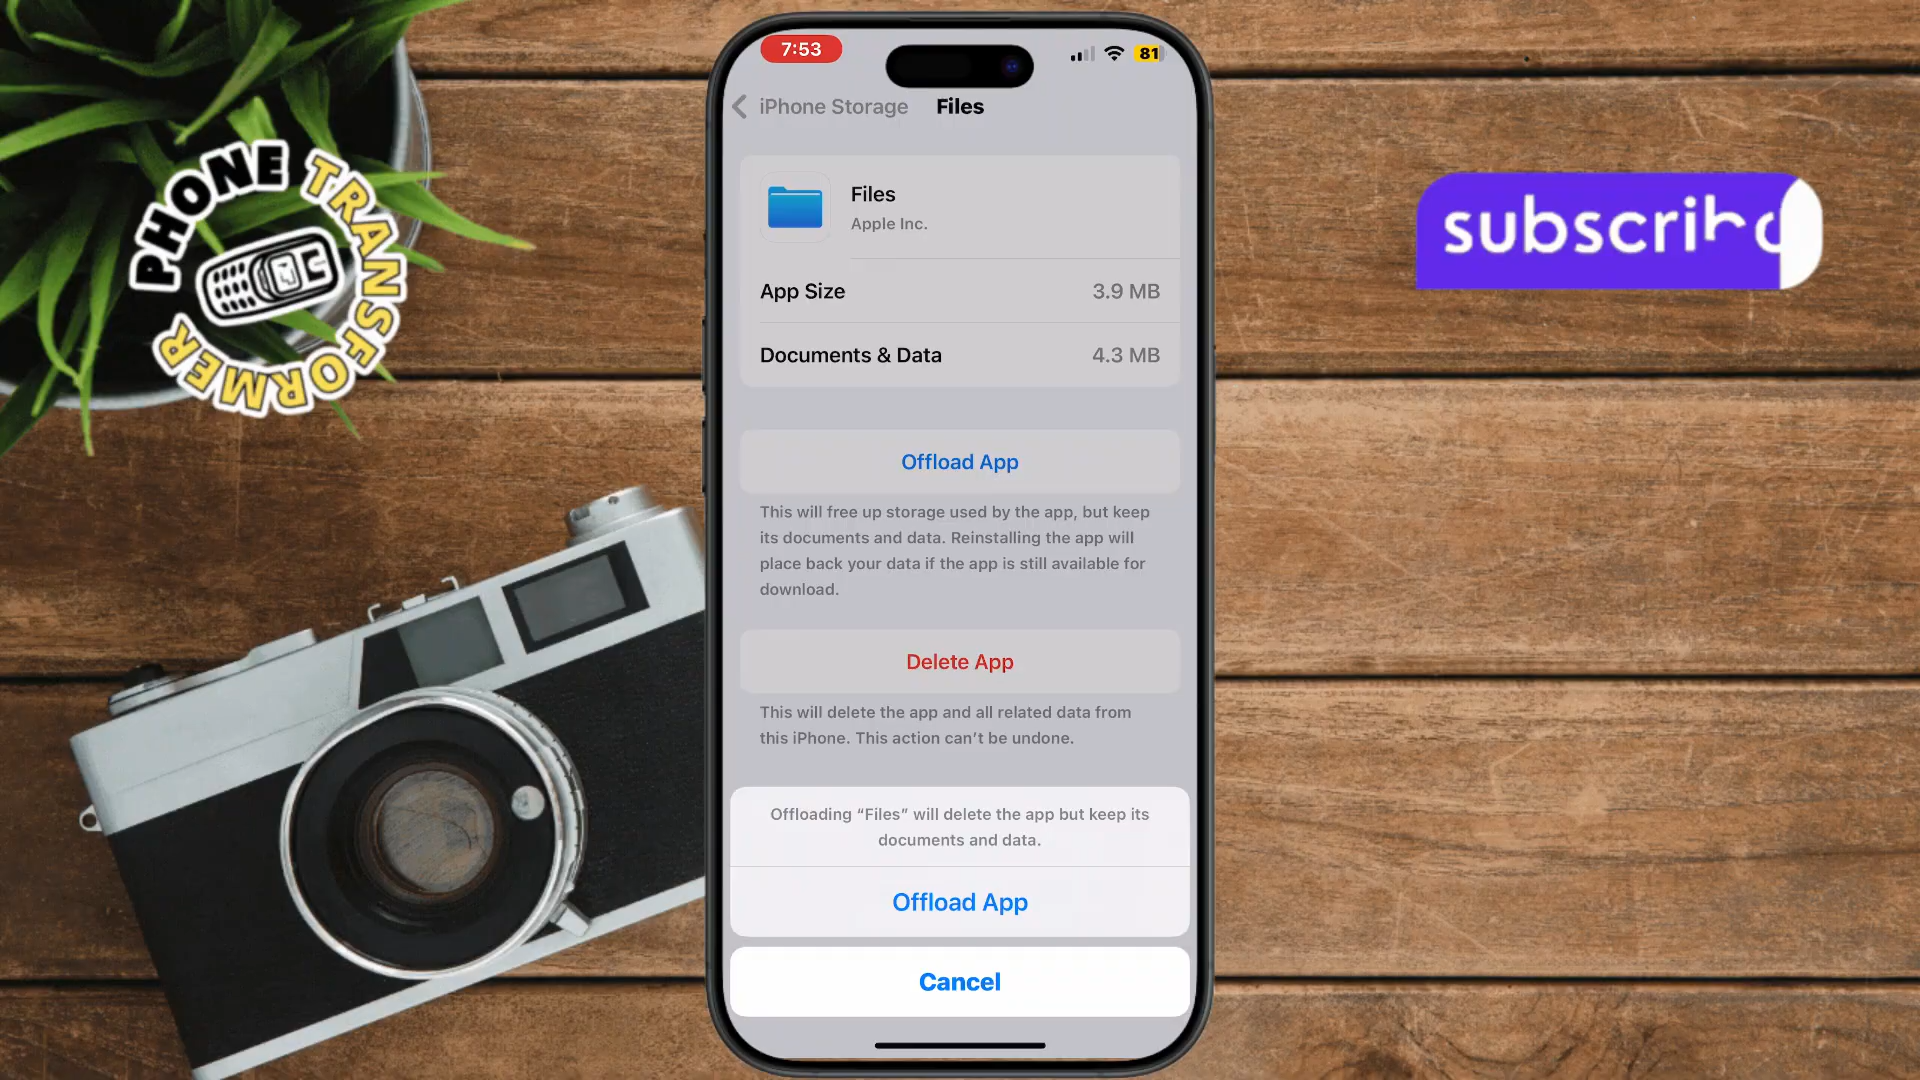 PHONE TRANSFORMER
7:53
81
iPhone Storage
Files
Files
Apple Inc.
App Size
3.9 MB
Documents & Data
4.3 MB
Offload App
This will free up storage used by the app, but keep
its documents and data. Reinstalling the app will
place back your data if the app is still available for
download.
Delete App
This will delete the app and all related data from
this iPhone. This action can’t be undone.
Offloading “Files” will delete the app but keep its
documents and data.
Offload App
Cancel